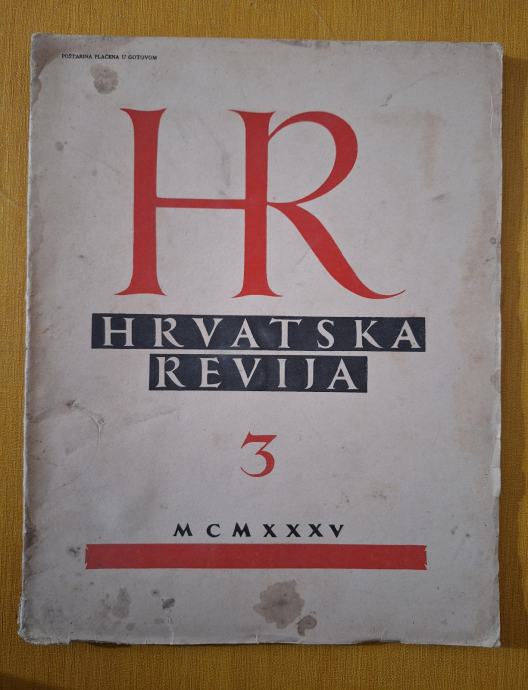 POŠTARINA PLAĆENA U GOTOVOM
HR
HRVATSKA
REVIJA
3
MCMXXXV